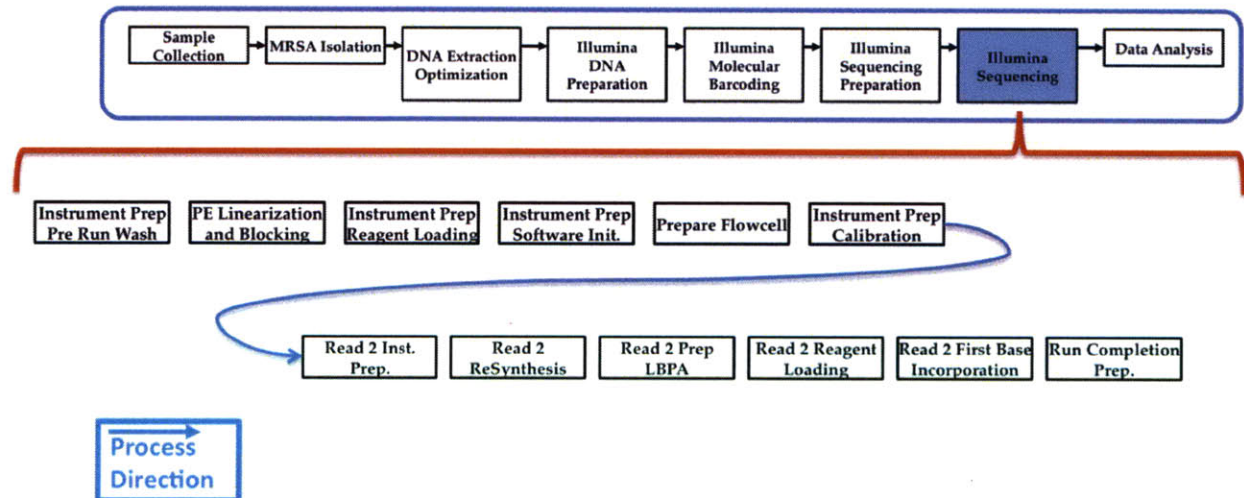 Sample
Collection
MRSA Isolation
DNA Extraction
Optimization
Illumina
DNA
Preparation
Illumina
Molecular
Barcoding
Illumina
Sequencing
Preparation
Illumina
Sequencing
Data Analysis
Instrument Prep
Pre Run Wash
PE Linearization
and Blocking
Instrument Prep
Reagent Loading
Instrument Prep
Software Init.
Prepare Flowcell
Instrument Prep
Calibration
Read 2 Inst.
Prep.
Read 2
ReSynthesis
Read 2 Prep
LBPA
Read 2 Reagent
Loading
Read 2 First Base
Incorporation
Run Completion
Prep.
Process
Direction